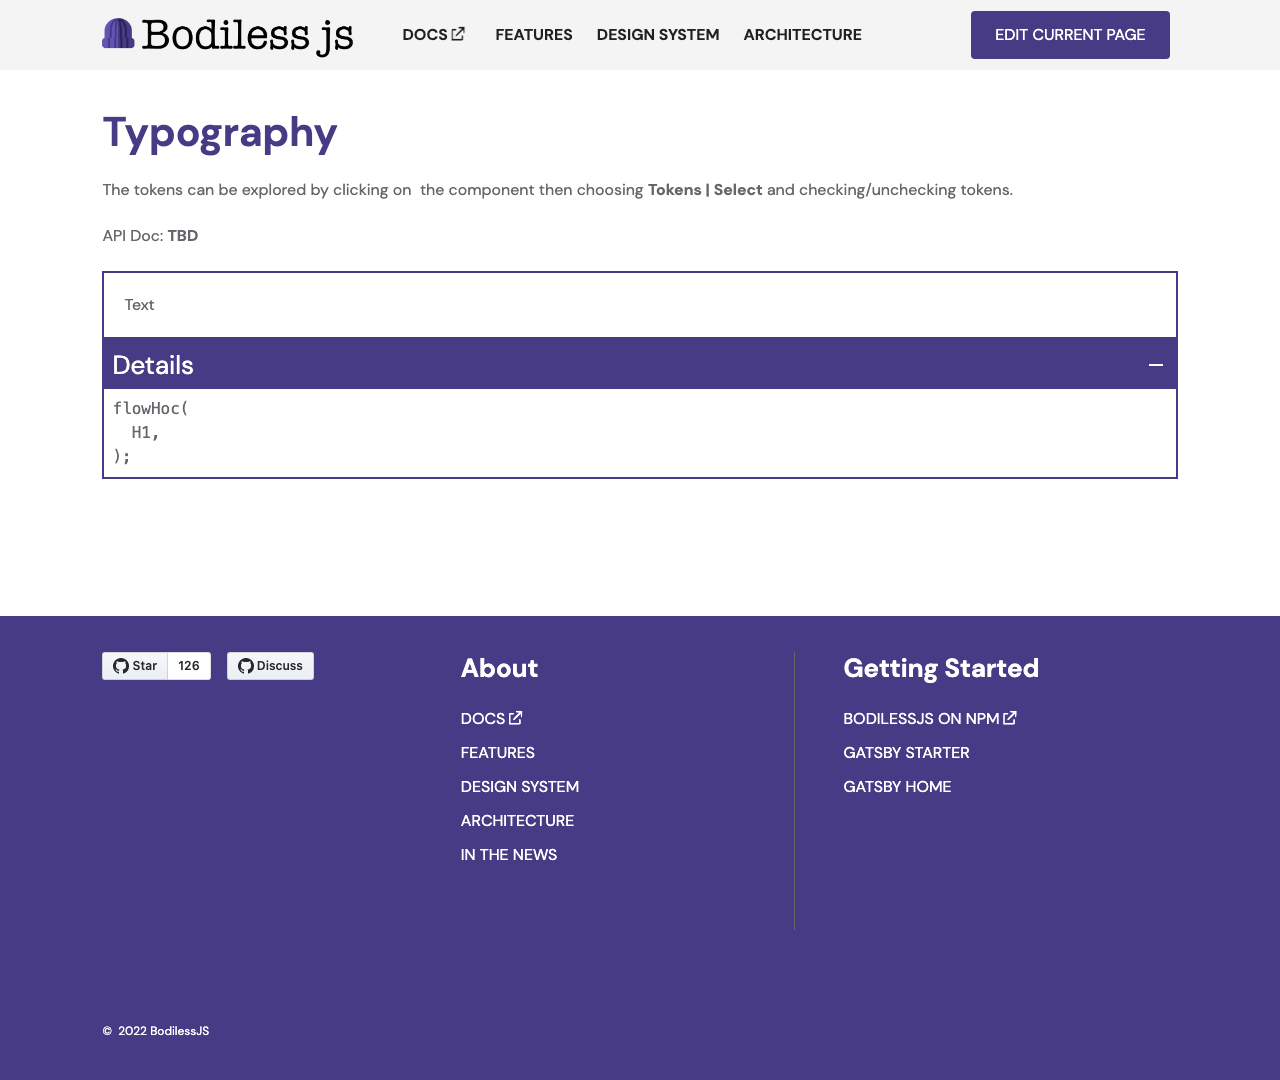 Bodiless js
DOCS
FEATURES
DESIGN SYSTEM
ARCHITECTURE
EDIT CURRENT PAGE
Typography
The tokens can be explored by clicking on  the component then choosing Tokens | Select and checking/unchecking tokens.
API Doc: TBD
Text
Details
flowHoc(
  H1,
);
Star
126
Discuss
About
DOCS
FEATURES
DESIGN SYSTEM
ARCHITECTURE
IN THE NEWS
Getting Started
BODILESSJS ON NPM
GATSBY STARTER
GATSBY HOME
© 2022 BodilessJS